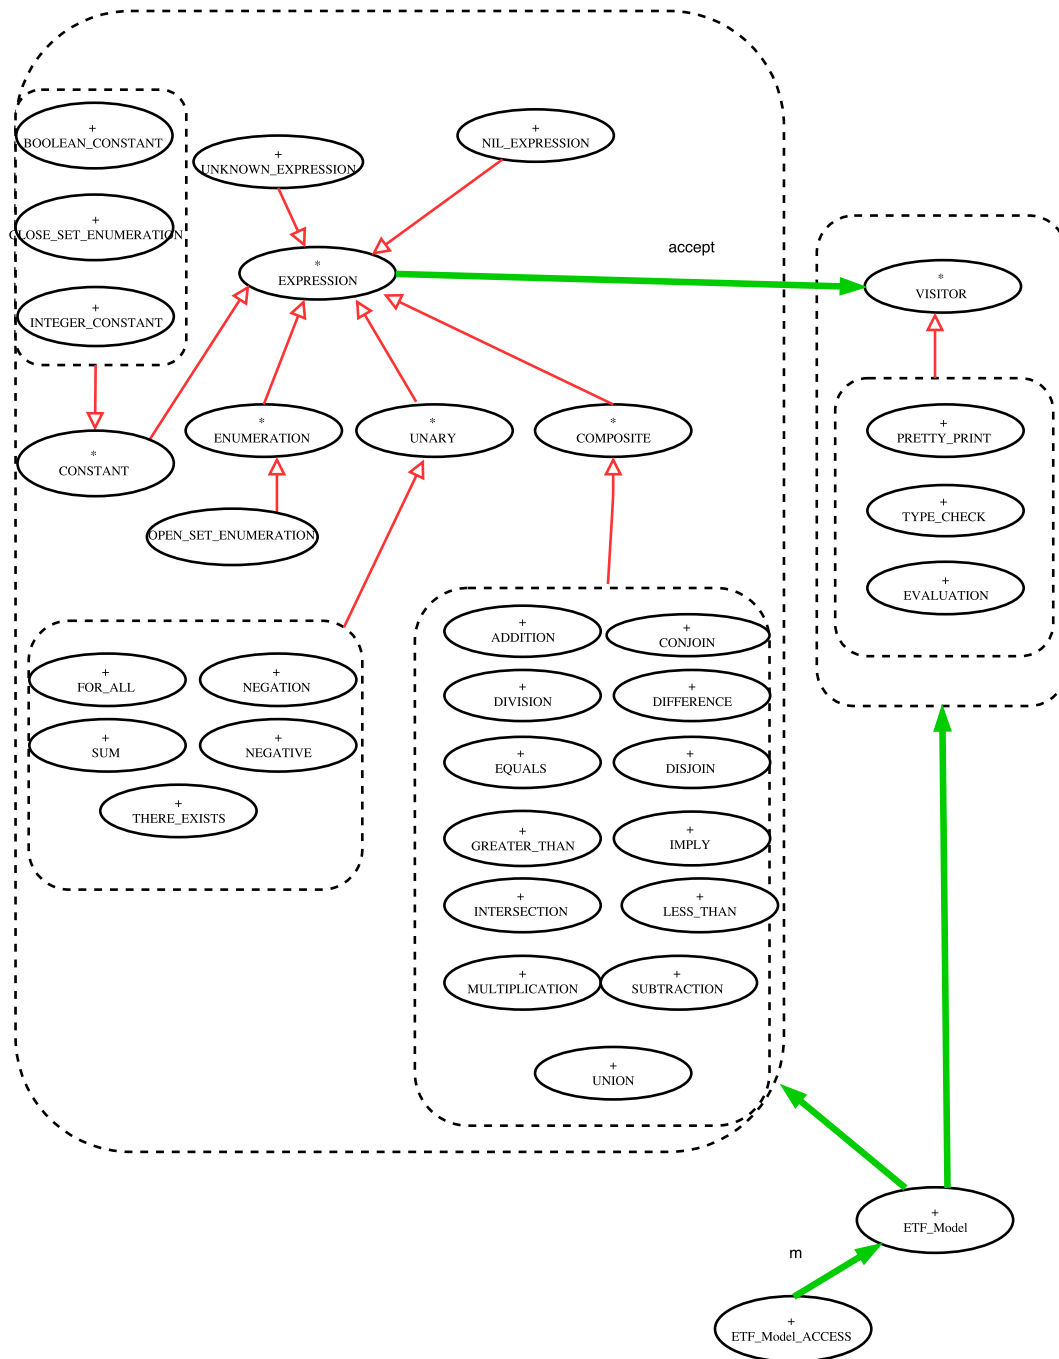 +
BOOLEAN_CONSTANT
+
CLOSE_SET_ENUMERATION
+
INTEGER_CONSTANT
*
CONSTANT
+
UNKNOWN_EXPRESSION
+
NIL_EXPRESSION
*
EXPRESSION
accept
*
VISITOR
+
PRETTY_PRINT
+
TYPE_CHECK
+
EVALUATION
*
ENUMERATION
*
UNARY
*
COMPOSITE
OPEN_SET_ENUMERATION
+
FOR_ALL
+
NEGATION
+
SUM
+
NEGATIVE
+
THERE_EXISTS
+
ADDITION
+
CONJOIN
+
DIVISION
+
DIFFERENCE
+
EQUALS
+
DISJOIN
+
GREATER_THAN
+
IMPLY
+
INTERSECTION
+
LESS_THAN
+
MULTIPLICATION
+
SUBTRACTION
+
UNION
+
ETF_Model
m
+
ETF_Model_ACCESS